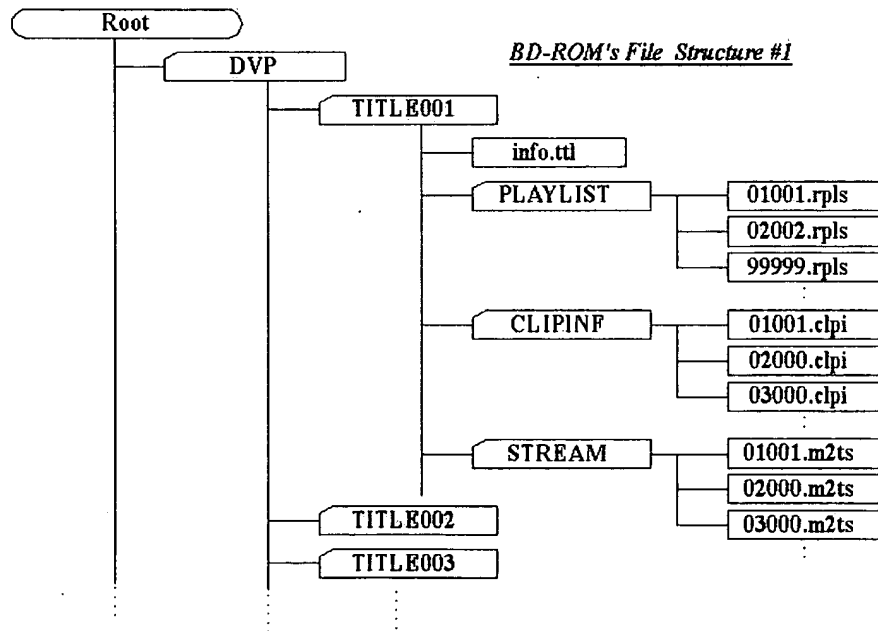 Root
BD-ROM's File Structure #1
DVP
TITLE001
info.ttl
PLAYLIST
01001.rpls
02002.rpls
99999.rpls
CLIPINF
01001.clpi
02000.clpi
03000.clpi
STREAM
01001.m2ts
02000.m2ts
03000.m2ts
TITLE002
TITLE003